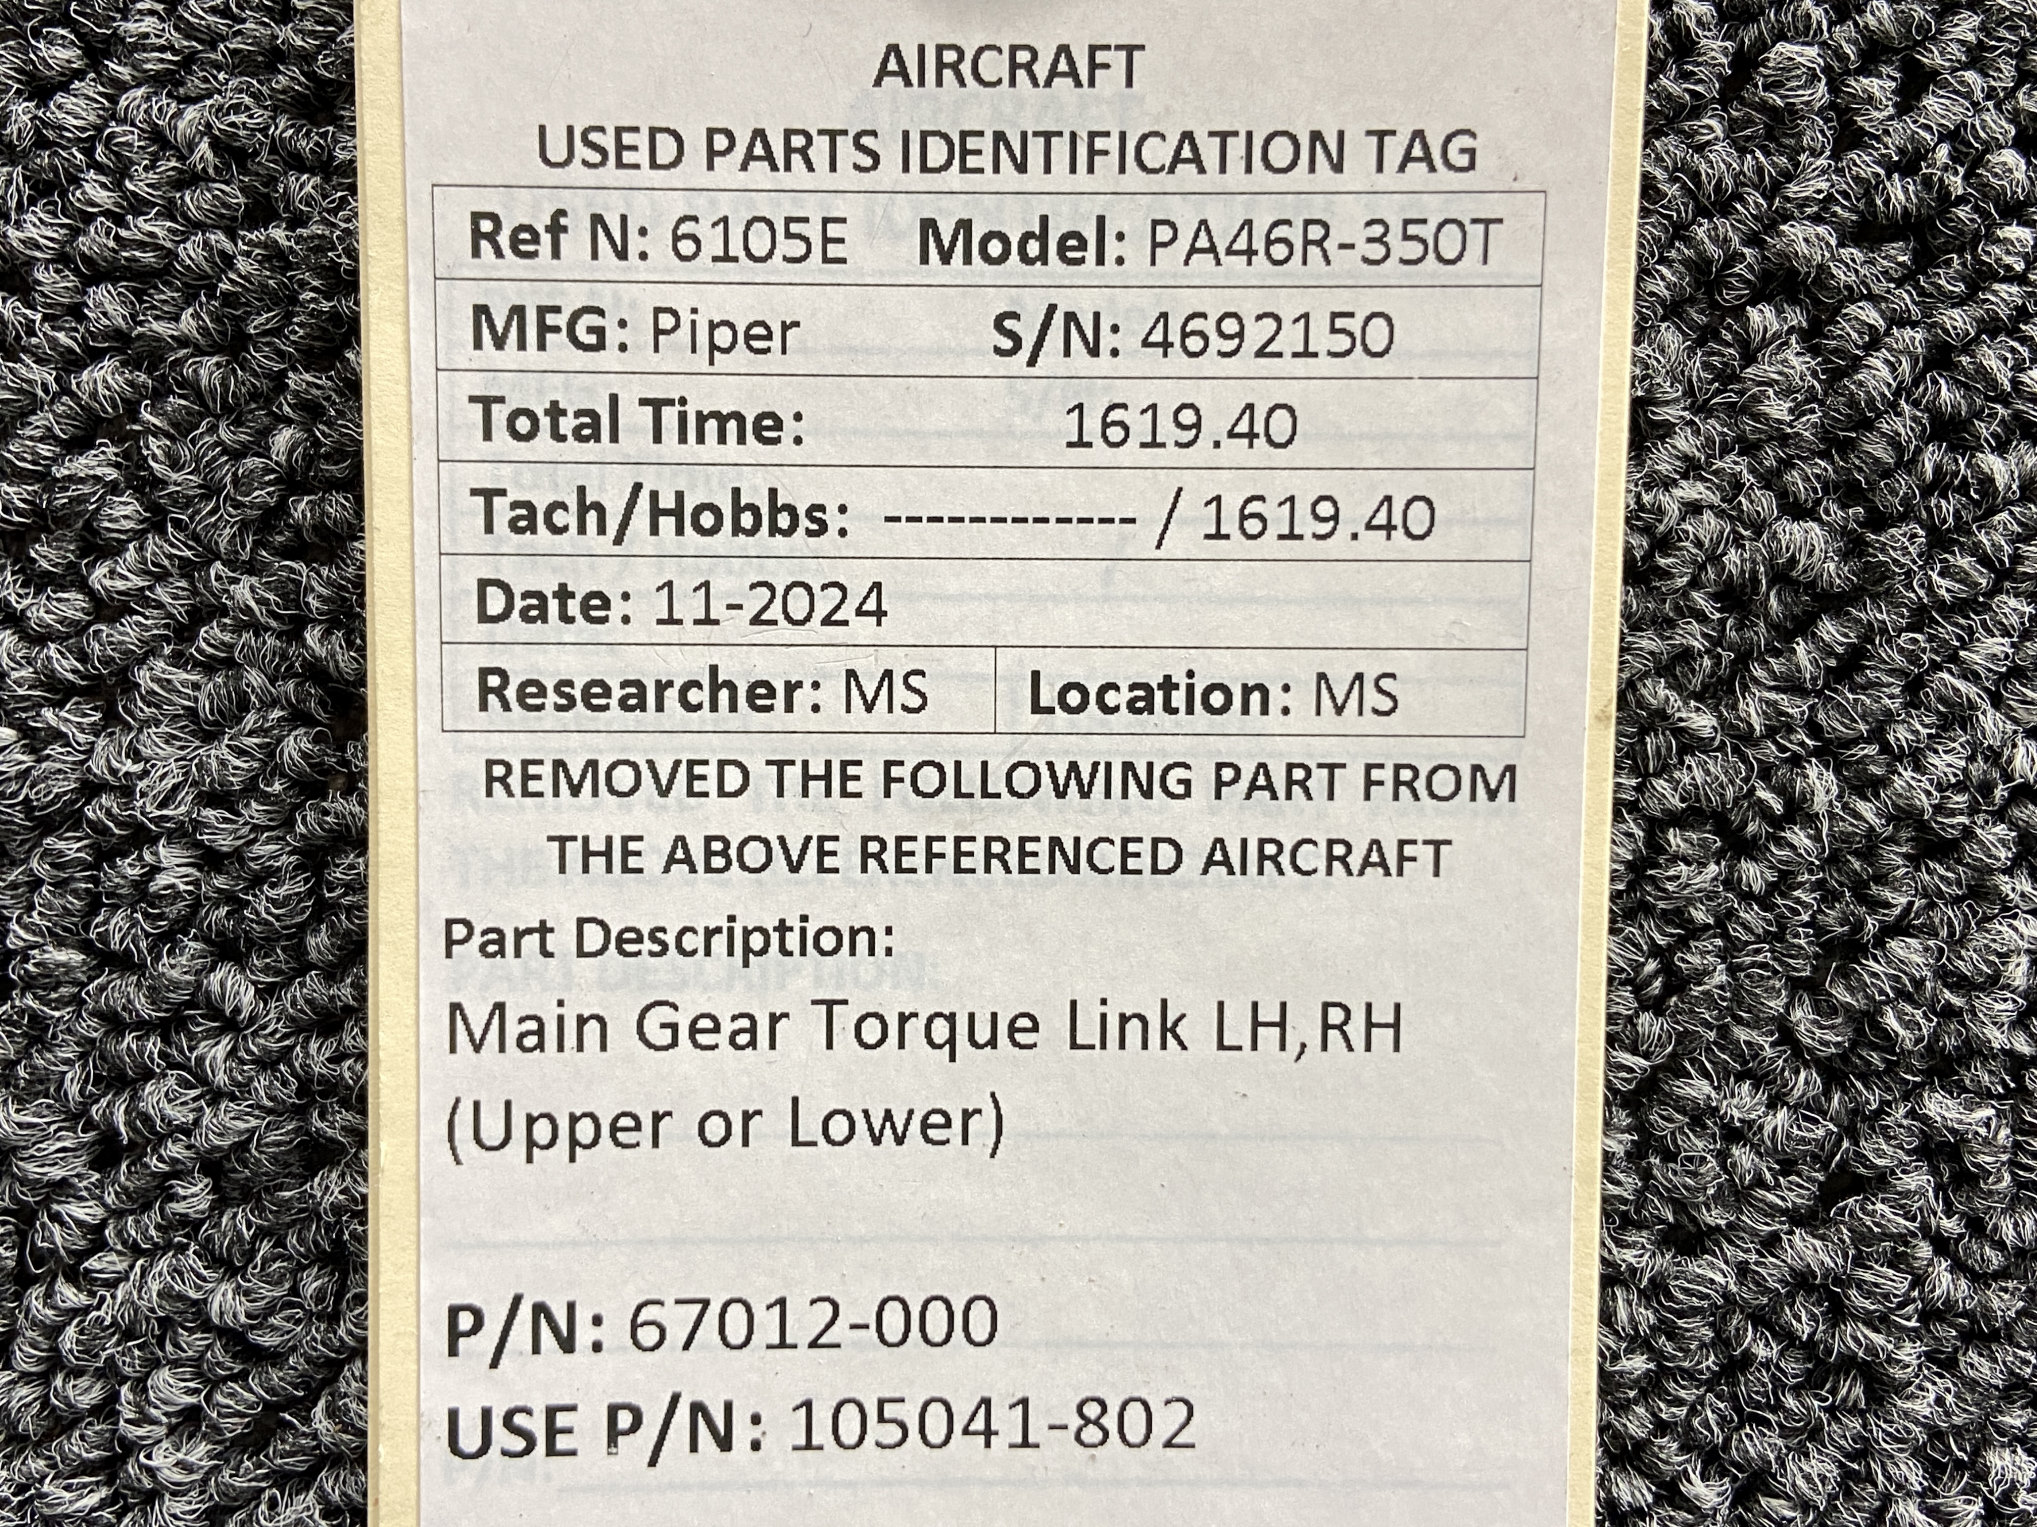 AIRCRAFT
USED PARTS IDENTIFICATION TAG
Ref N: 6105E Model: PA46R-350T
MFG: Piper S/N: 4692150
Total Time: 1619.40
Tach/Hobbs: ------------ / 1619.40
Date: 11-2024
Researcher: MS Location: MS
REMOVED THE FOLLOWING PART FROM
THE ABOVE REFERENCED AIRCRAFT
Part Description:
Main Gear Torque Link LH,RH
(Upper or Lower)
P/N: 67012-000
USE P/N: 105041-802